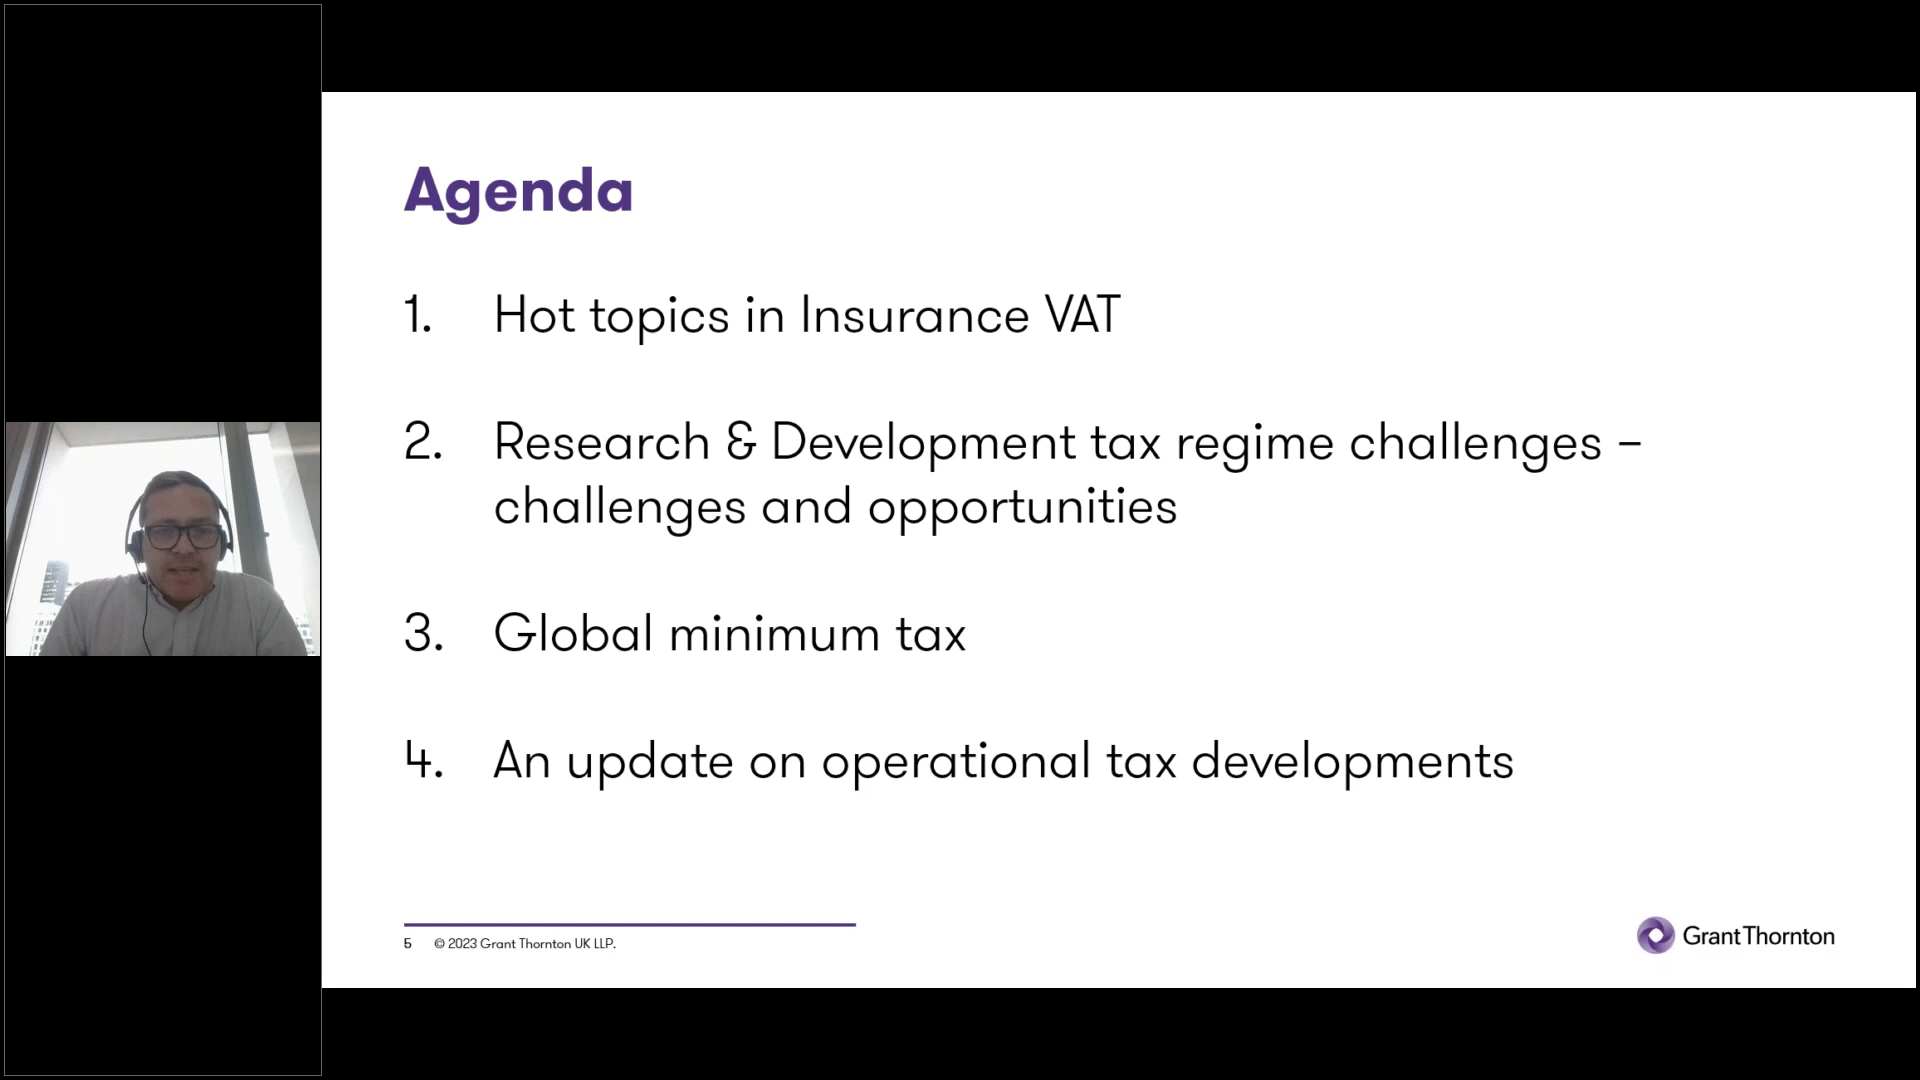 Agenda
1. Hot topics in Insurance VAT
2. Research & Development tax regime challenges –
challenges and opportunities
3. Global minimum tax
4. An update on operational tax developments
5 © 2023 Grant Thornton UK LLP.
Grant Thornton